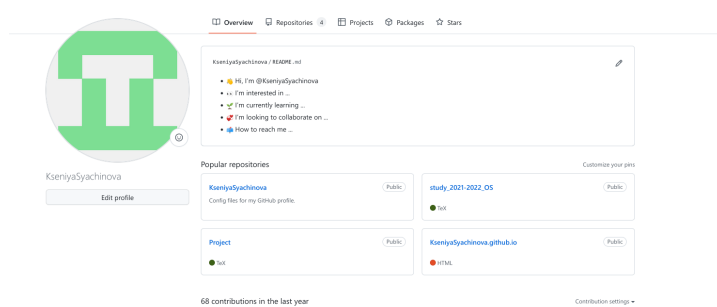 Overview Repositories 4 Projects Packages Stars
KseniyaSyachinova / README.md
👋 Hi, I'm @KseniyaSyachinova
👀 I'm interested in ...
🌱 I'm currently learning ...
💞️ I'm looking to collaborate on ...
📫 How to reach me ...
KseniyaSyachinova
Edit profile
Popular repositories Customize your pins
KseniyaSyachinova Public
Config files for my GitHub profile.
study_2021-2022_OS Public
TeX
Project Public
TeX
KseniyaSyachinova.github.io Public
HTML
68 contributions in the last year Contribution settings